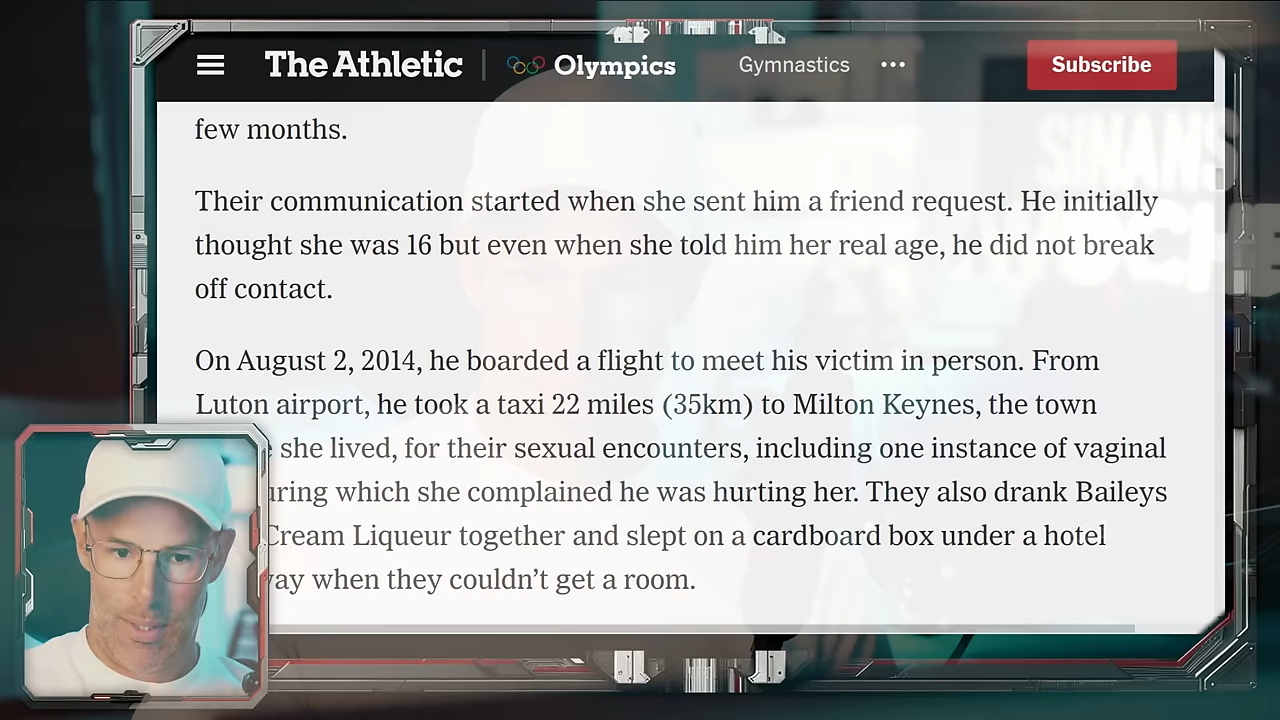 The Athletic | Olympics Gymnastics ••• Subscribe
few months.
Their communication started when she sent him a friend request. He initially
thought she was 16 but even when she told him her real age, he did not break
off contact.
On August 2, 2014, he boarded a flight to meet his victim in person. From
Luton airport, he took a taxi 22 miles (35km) to Milton Keynes, the town
she lived, for their sexual encounters, including one instance of vaginal
during which she complained he was hurting her. They also drank Baileys
Cream Liqueur together and slept on a cardboard box under a hotel
when they couldn't get a room.
SINANS